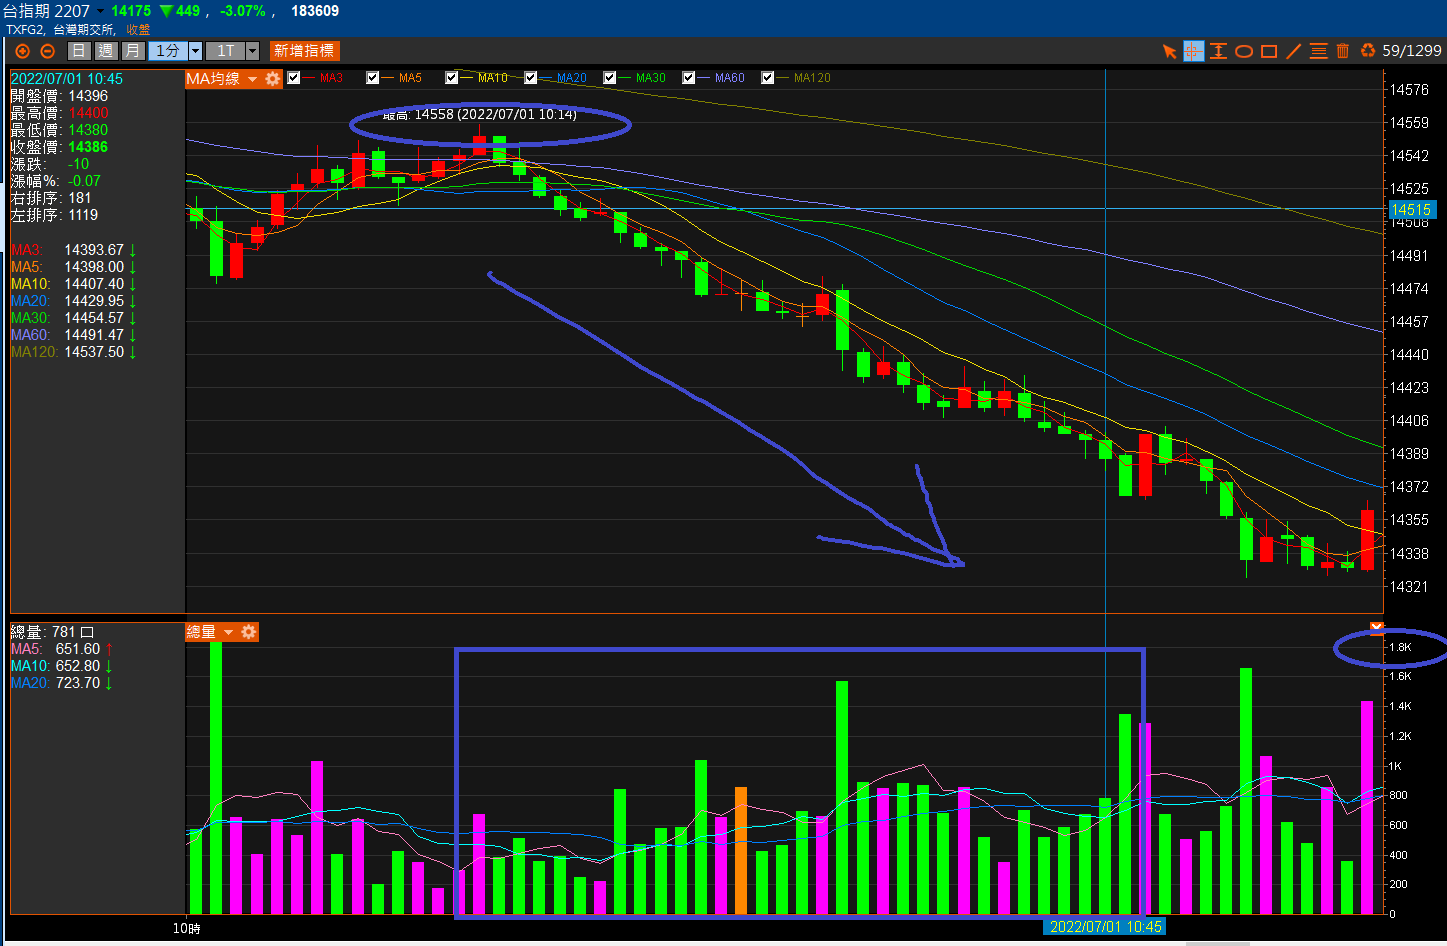 台指期 2207 14175 ▼449 , -3.07% , 183609
TXFG2, 台灣期交所, 收盤
日 週 月 1分 1T 新增指標 59/1299
2022/07/01 10:45
開盤價: 14396
最高價: 14400
最低價: 14380
收盤價: 14386
漲跌: -10
漲幅%: -0.07
右排序: 181
左排序: 1119
MA3: 14393.67 ↓
MA5: 14398.00 ↓
MA10: 14407.40 ↓
MA20: 14429.95 ↓
MA30: 14454.57 ↓
MA60: 14491.47 ↓
MA120: 14537.50 ↓
MA均線 MA3 MA5 MA10 MA20 MA30 MA60 MA120
最高: 14558 (2022/07/01 10:14)
14576
14559
14542
14525
14515
14508
14491
14474
14457
14440
14423
14406
14389
14372
14355
14338
14321
總量: 781 口
MA5: 651.60 ↑
MA10: 652.80 ↓
MA20: 723.70 ↓
總量
1.8K
1.6K
1.4K
1.2K
1K
800
600
400
200
0
10時
2022/07/01 10:45